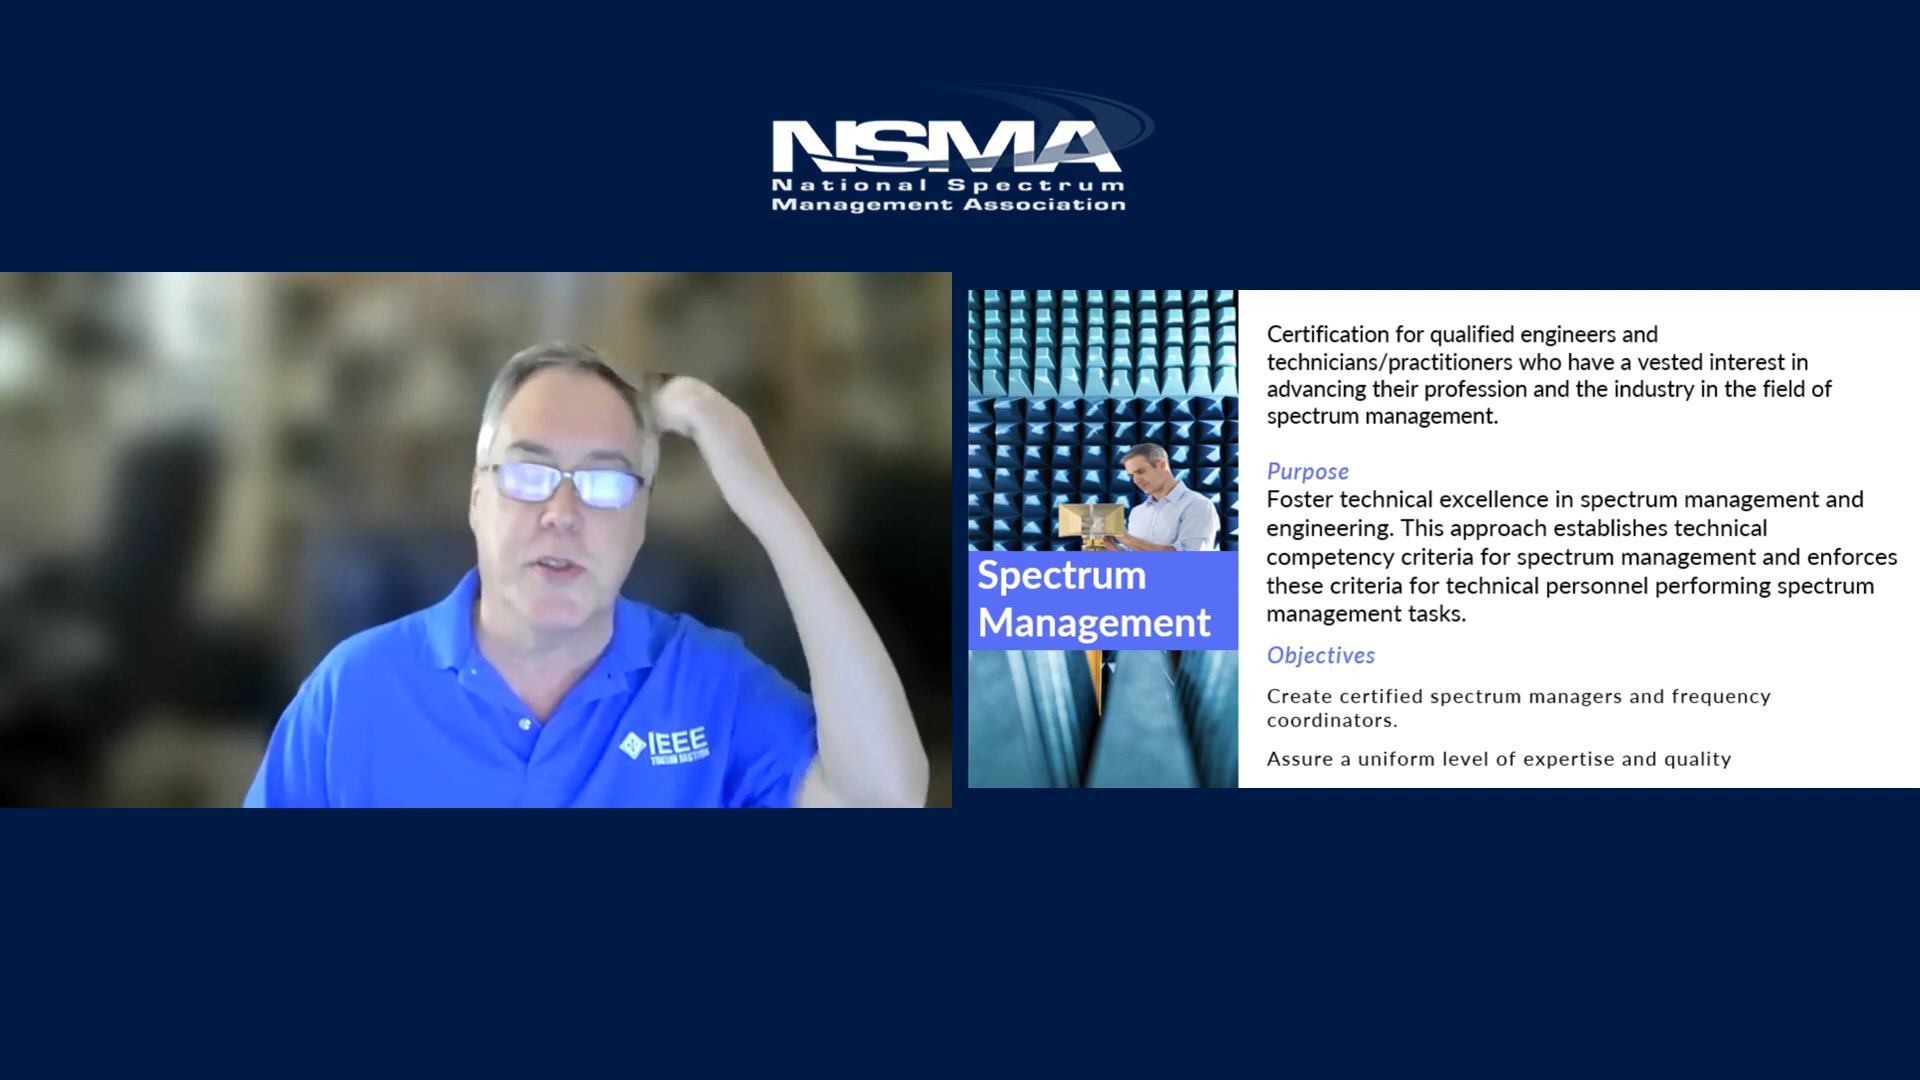 NSMA
National Spectrum
Management Association
IEEE
SECTION
Spectrum
Management
Certification for qualified engineers and
technicians/practitioners who have a vested interest in
advancing their profession and the industry in the field of
spectrum management.
Purpose
Foster technical excellence in spectrum management and
engineering. This approach establishes technical
competency criteria for spectrum management and enforces
these criteria for technical personnel performing spectrum
management tasks.
Objectives
Create certified spectrum managers and frequency
coordinators.
Assure a uniform level of expertise and quality